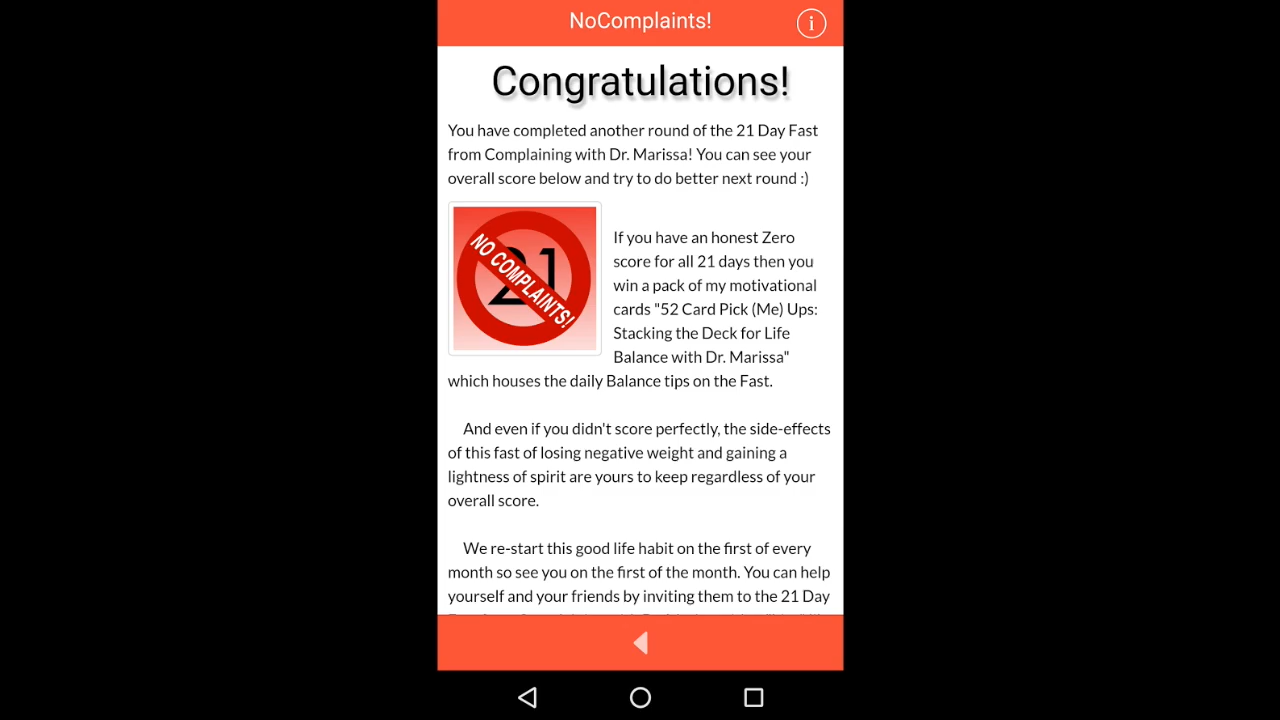 NoComplaints!
i
Congratulations!
You have completed another round of the 21 Day Fast
from Complaining with Dr. Marissa! You can see your
overall score below and try to do better next round :)
21
NO COMPLAINTS!
If you have an honest Zero
score for all 21 days then you
win a pack of my motivational
cards "52 Card Pick (Me) Ups:
Stacking the Deck for Life
Balance with Dr. Marissa"
which houses the daily Balance tips on the Fast.
And even if you didn't score perfectly, the side-effects
of this fast of losing negative weight and gaining a
lightness of spirit are yours to keep regardless of your
overall score.
We re-start this good life habit on the first of every
month so see you on the first of the month. You can help
yourself and your friends by inviting them to the 21 Day